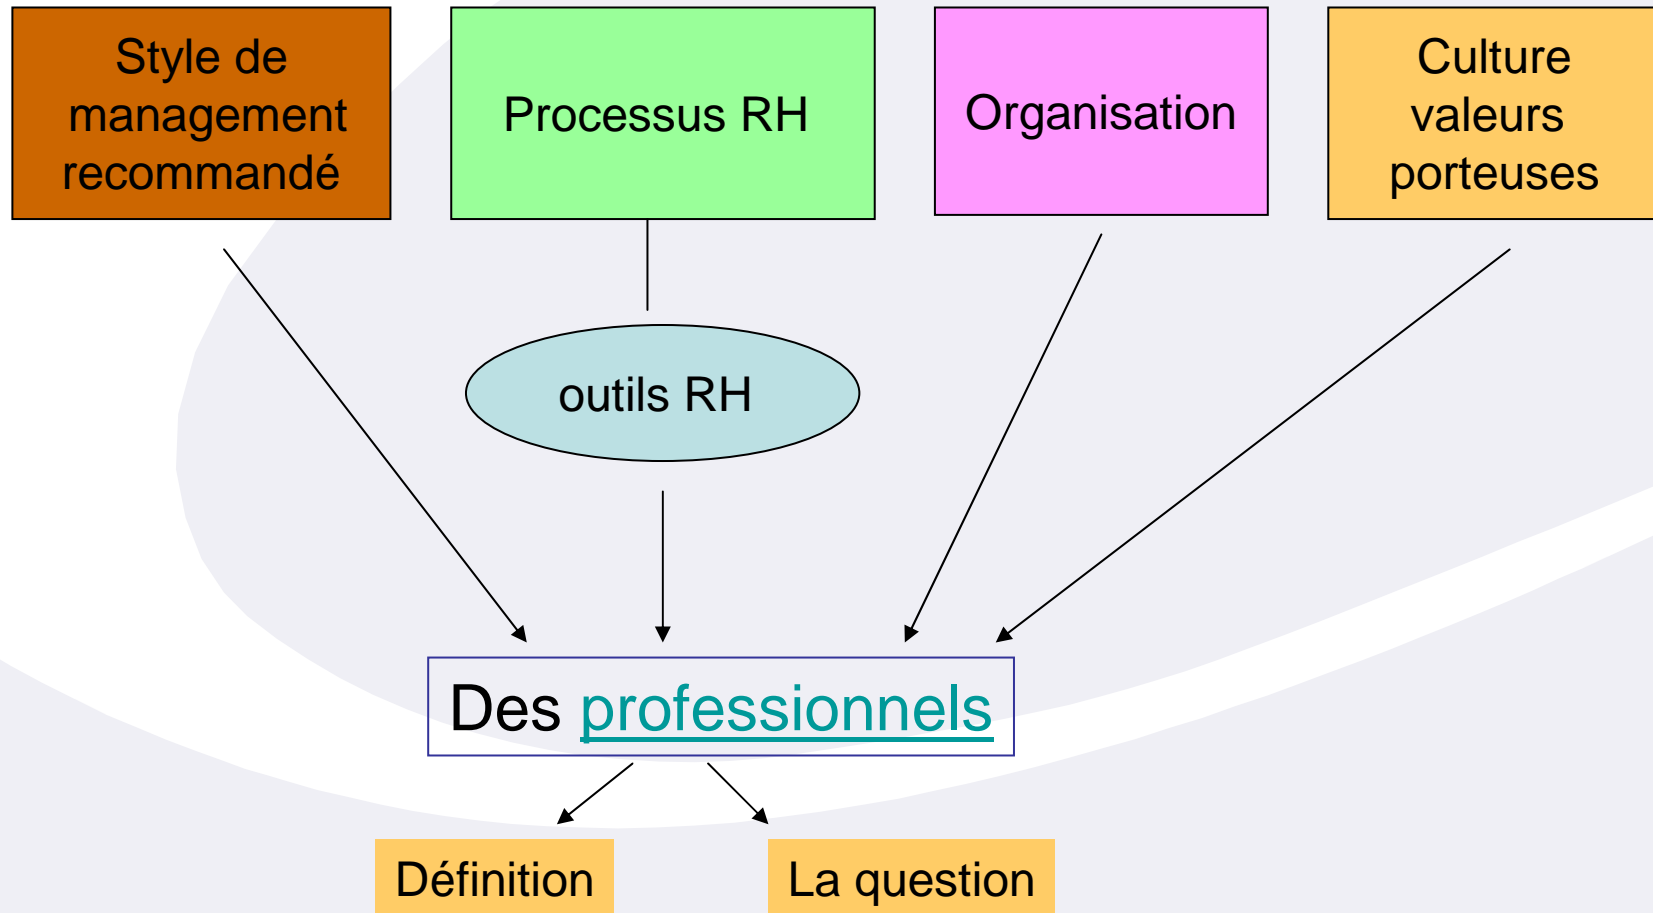 Style de
management
recommandé
Processus RH
Organisation
Culture
valeurs
porteuses
outils RH
Des professionnels
Définition
La question